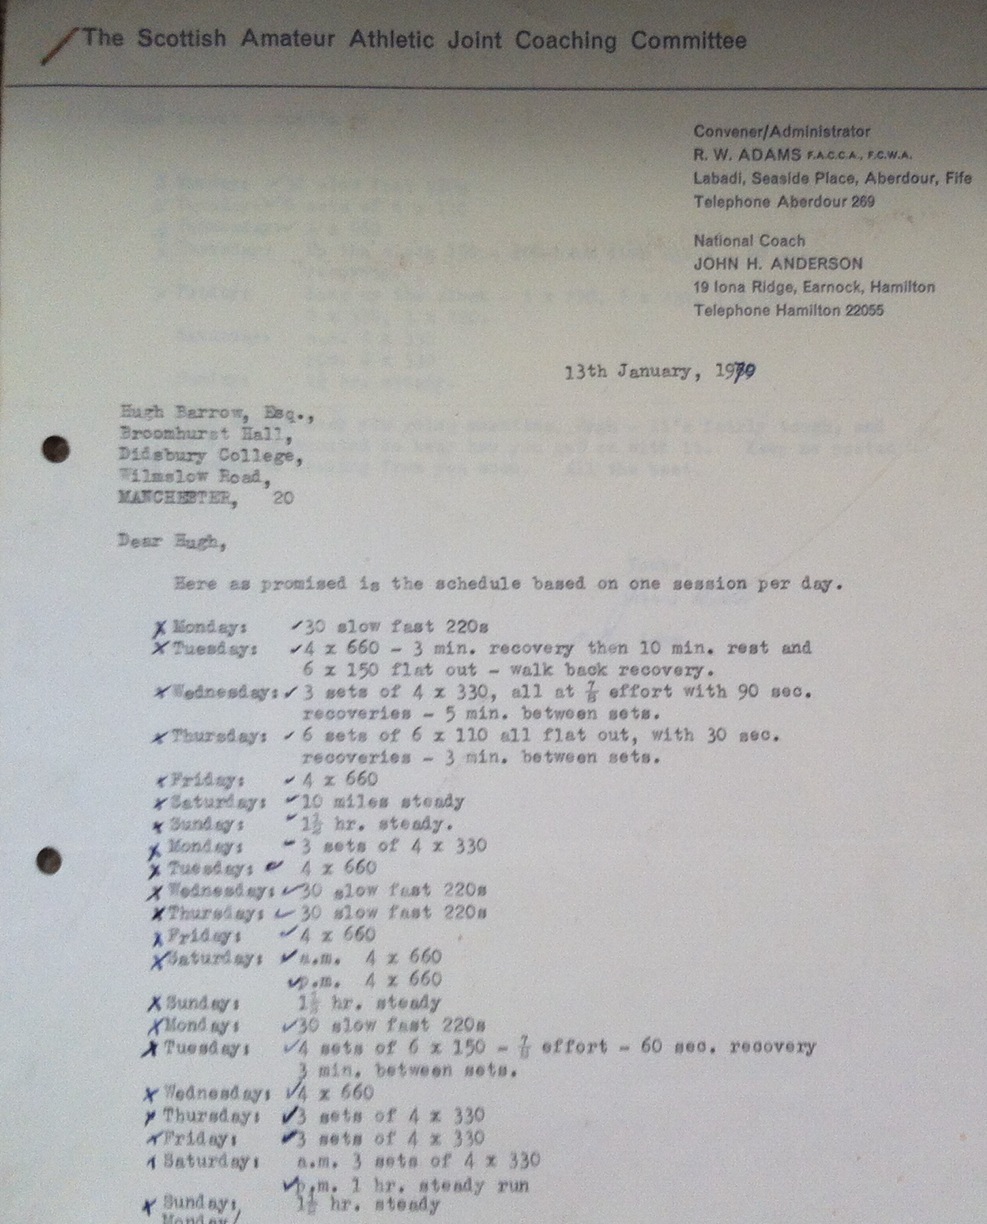 The Scottish Amateur Athletic Joint Coaching Committee
Convener/Administrator
R. W. ADAMS F.A.C.C.A., F.C.W.A.
Labadi, Seaside Place, Aberdour, Fife
Telephone Aberdour 269
National Coach
JOHN H. ANDERSON
19 Iona Ridge, Earnock, Hamilton
Telephone Hamilton 22055
13th January, 1970
Hugh Barrow, Esq.,
Broomhurst Hall,
Didsbury College,
Wilmslow Road,
MANCHESTER, 20
Dear Hugh,
Here as promised is the schedule based on one session per day.
Monday: 30 slow fast 220s
Tuesday: 4 x 660 - 3 min. recovery then 10 min. rest and
6 x 150 flat out - walk back recovery.
Wednesday: 3 sets of 4 x 330, all at ⅞ effort with 90 sec.
recoveries - 5 min. between sets.
Thursday: 6 sets of 6 x 110 all flat out, with 30 sec.
recoveries - 3 min. between sets.
Friday: 4 x 660
Saturday: 10 miles steady
Sunday: 1½ hr. steady.
Monday: 3 sets of 4 x 330
Tuesday: 4 x 660
Wednesday: 30 slow fast 220s
Thursday: 30 slow fast 220s
Friday: 4 x 660
Saturday: a.m. 4 x 660
p.m. 4 x 660
Sunday: 1½ hr. steady
Monday: 30 slow fast 220s
Tuesday: 4 sets of 6 x 150 - ⅞ effort - 60 sec. recovery
3 min. between sets.
Wednesday: 4 x 660
Thursday: 3 sets of 4 x 330
Friday: 3 sets of 4 x 330
Saturday: a.m. 3 sets of 4 x 330
p.m. 1 hr. steady run
Sunday: 1½ hr. steady
Monday